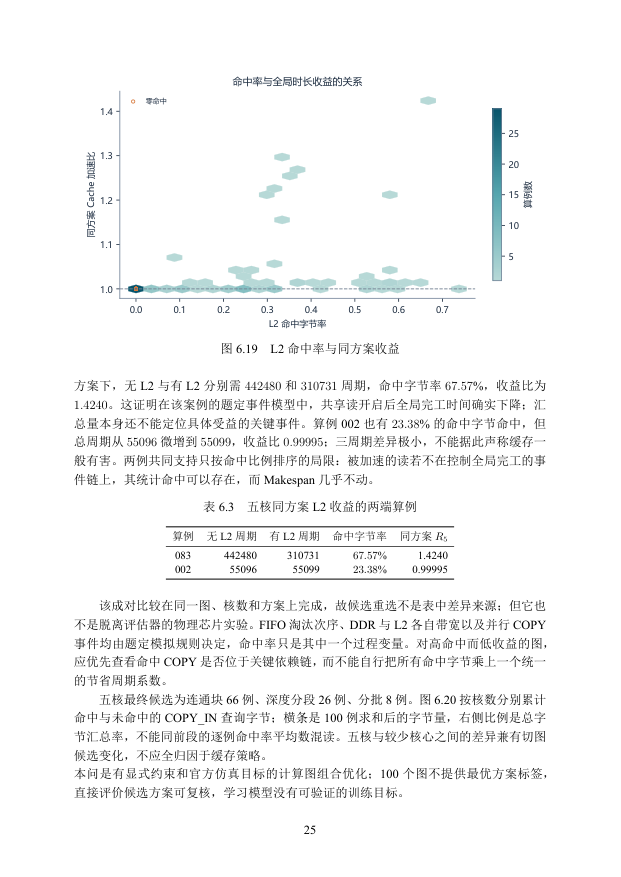 命中率与全局时长收益的关系
零命中
1.4
1.3
1.2
1.1
1.0
同方案 Cache 加速比
0.0 0.1 0.2 0.3 0.4 0.5 0.6 0.7
L2 命中字节率
25
20
15
10
5
算例数
图 6.19 L2 命中率与同方案收益
方案下，无 L2 与有 L2 分别需 442480 和 310731 周期，命中字节率 67.57%，收益比为
1.4240。这证明在该案例的题定事件模型中，共享读开启后全局完工时间确实下降；汇
总量本身还不能定位具体受益的关键事件。算例 002 也有 23.38% 的命中字节命中，但
总周期从 55096 微增到 55099，收益比 0.99995；三周期差异极小，不能据此声称缓存一
般有害。两例共同支持只按命中比例排序的局限：被加速的读若不在控制全局完工的事
件链上，其统计命中可以存在，而 Makespan 几乎不动。
表 6.3 五核同方案 L2 收益的两端算例
算例 无 L2 周期 有 L2 周期 命中字节率 同方案 R5
083 442480 310731 67.57% 1.4240
002 55096 55099 23.38% 0.99995
该成对比较在同一图、核数和方案上完成，故候选重选不是表中差异来源；但它也
不是脱离评估器的物理芯片实验。FIFO 淘汰次序、DDR 与 L2 各自带宽以及并行 COPY
事件均由题定模拟规则决定，命中率只是其中一个过程变量。对高命中而低收益的图，
应优先查看命中 COPY 是否位于关键依赖链，而不能自行把所有命中字节乘上一个统一
的节省周期系数。
五核最终候选为连通块 66 例、深度分段 26 例、分批 8 例。图 6.20 按核数分别累计
命中与未命中的 COPY_IN 查询字节；横条是 100 例求和后的字节量，右侧比例是总字
节汇总率，不能同前段的逐例命中率平均数混读。五核与较少核心之间的差异兼有切图
候选变化，不应全归因于缓存策略。
本问是有显式约束和官方仿真目标的计算图组合优化；100 个图不提供最优方案标签，
直接评价候选方案可复核，学习模型没有可验证的训练目标。
25